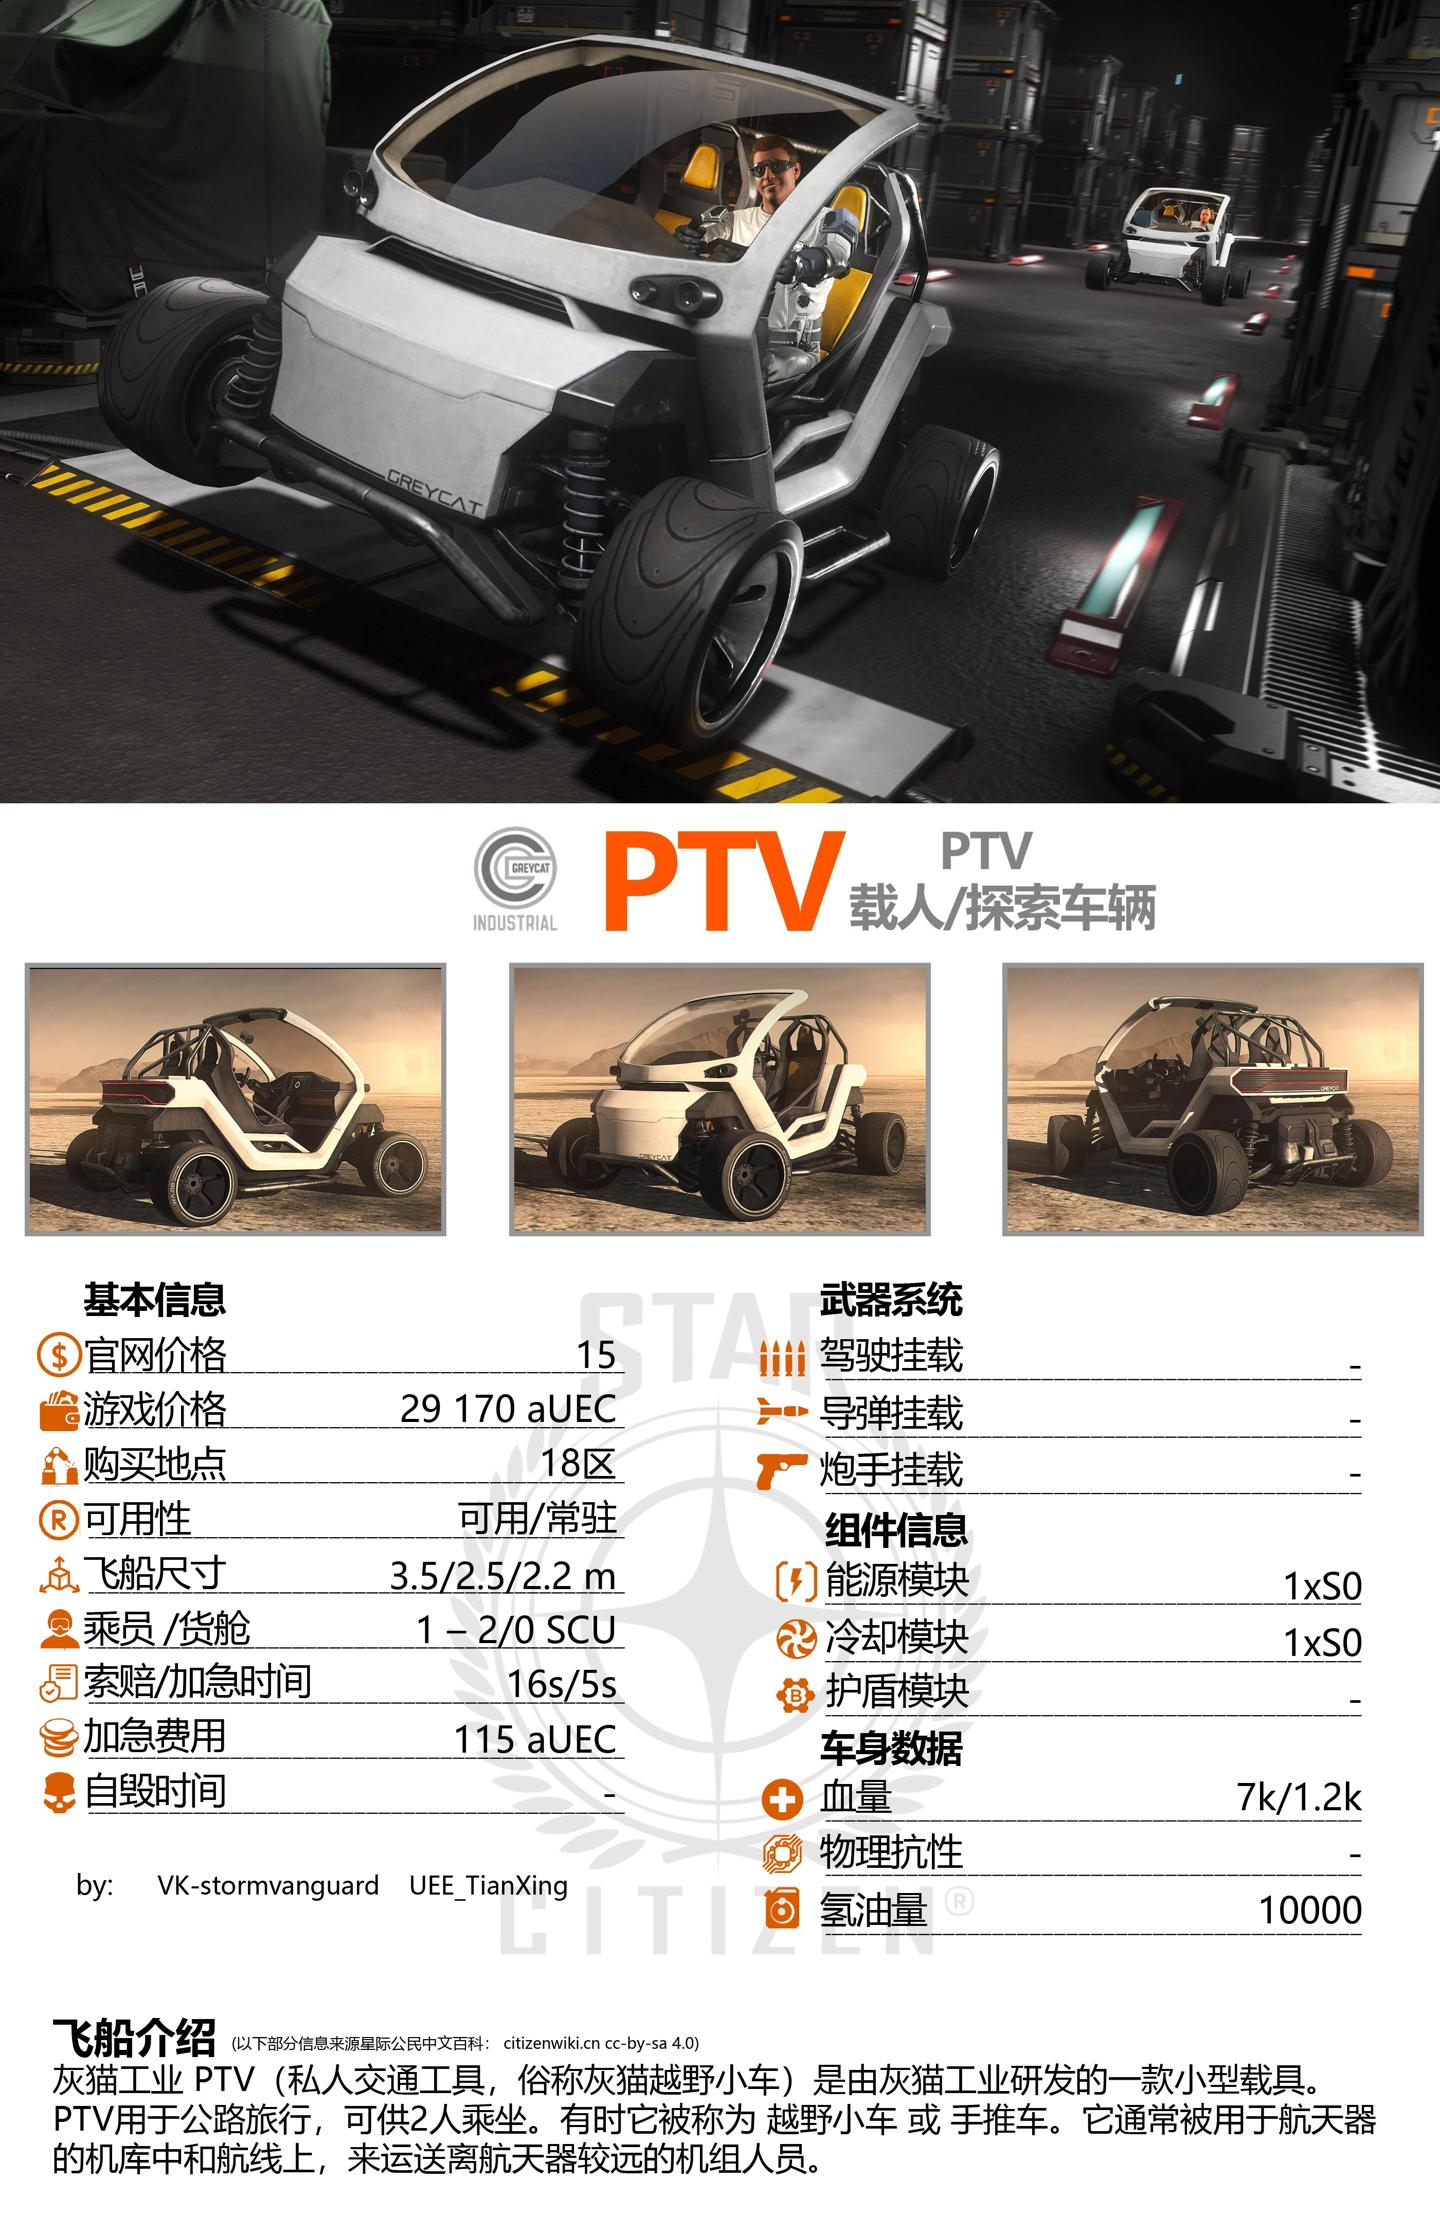 GREYCAT
GREYCAT
INDUSTRIAL
PTV
PTV
载人/探索车辆
GREYCAT
GREYCAT
基本信息
官网价格 15
游戏价格 29 170 aUEC
购买地点 18区
可用性 可用/常驻
飞船尺寸 3.5/2.5/2.2 m
乘员 /货舱 1 – 2/0 SCU
索赔/加急时间 16s/5s
加急费用 115 aUEC
自毁时间 -
by: VK-stormvanguard UEE_TianXing
武器系统
驾驶挂载 -
导弹挂载 -
炮手挂载 -
组件信息
能源模块 1xS0
冷却模块 1xS0
护盾模块 -
车身数据
血量 7k/1.2k
物理抗性 -
氢油量 10000
STAR
CITIZEN®
飞船介绍 (以下部分信息来源星际公民中文百科： citizenwiki.cn cc-by-sa 4.0)
灰猫工业 PTV（私人交通工具，俗称灰猫越野小车）是由灰猫工业研发的一款小型载具。
PTV用于公路旅行，可供2人乘坐。有时它被称为 越野小车 或 手推车。它通常被用于航天器
的机库中和航线上，来运送离航天器较远的机组人员。